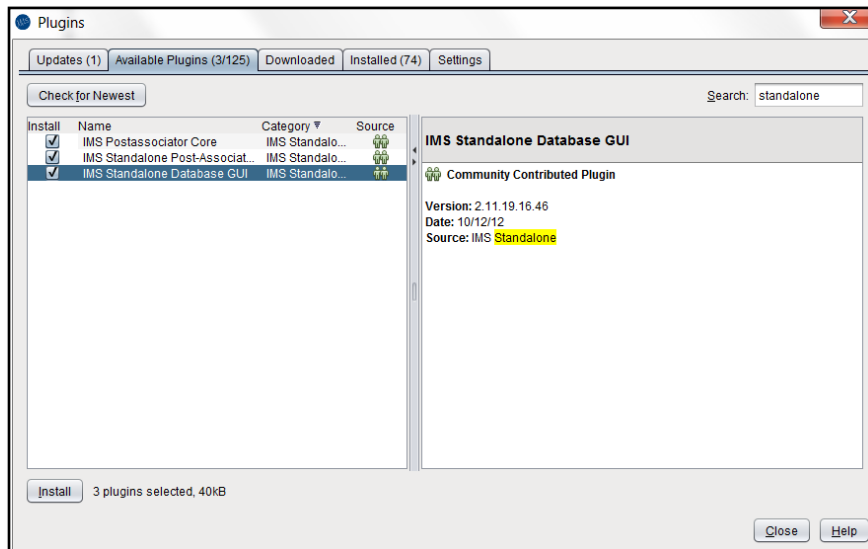 Plugins
Updates (1) Available Plugins (3/125) Downloaded Installed (74) Settings
Check for Newest Search: standalone
Install Name Category Source
IMS Postassociator Core IMS Standalo...
IMS Standalone Post-Associat... IMS Standalo...
IMS Standalone Database GUI IMS Standalo...
IMS Standalone Database GUI
Community Contributed Plugin
Version: 2.11.19.16.46
Date: 10/12/12
Source: IMS Standalone
Install 3 plugins selected, 40kB
Close Help